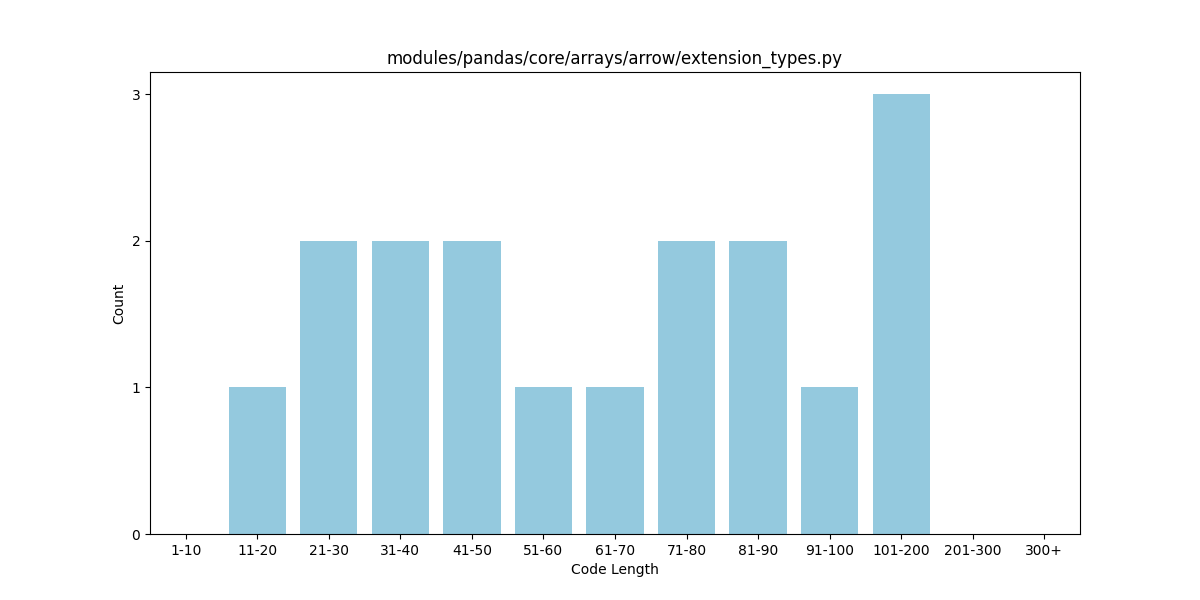 modules/pandas/core/arrays/arrow/extension_types.py
3
2
1
0
Count
1-10 11-20 21-30 31-40 41-50 51-60 61-70 71-80 81-90 91-100 101-200 201-300 300+
Code Length